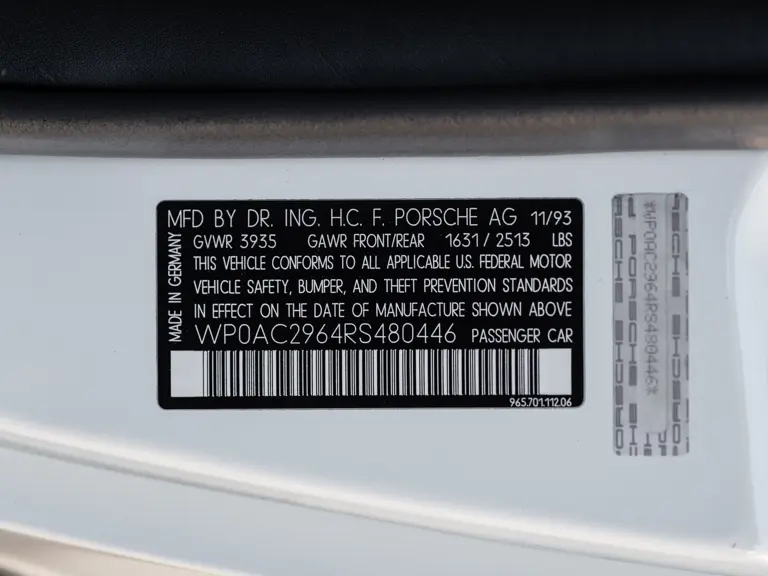 MADE IN GERMANY
MFD BY DR. ING. H.C. F. PORSCHE AG 11/93
GVWR 3935 GAWR FRONT/REAR 1631 / 2513 LBS
THIS VEHICLE CONFORMS TO ALL APPLICABLE U.S. FEDERAL MOTOR
VEHICLE SAFETY, BUMPER, AND THEFT PREVENTION STANDARDS
IN EFFECT ON THE DATE OF MANUFACTURE SHOWN ABOVE
WP0AC2964RS480446 PASSENGER CAR
965.701.112.06
*WP0AC2964RS480446*